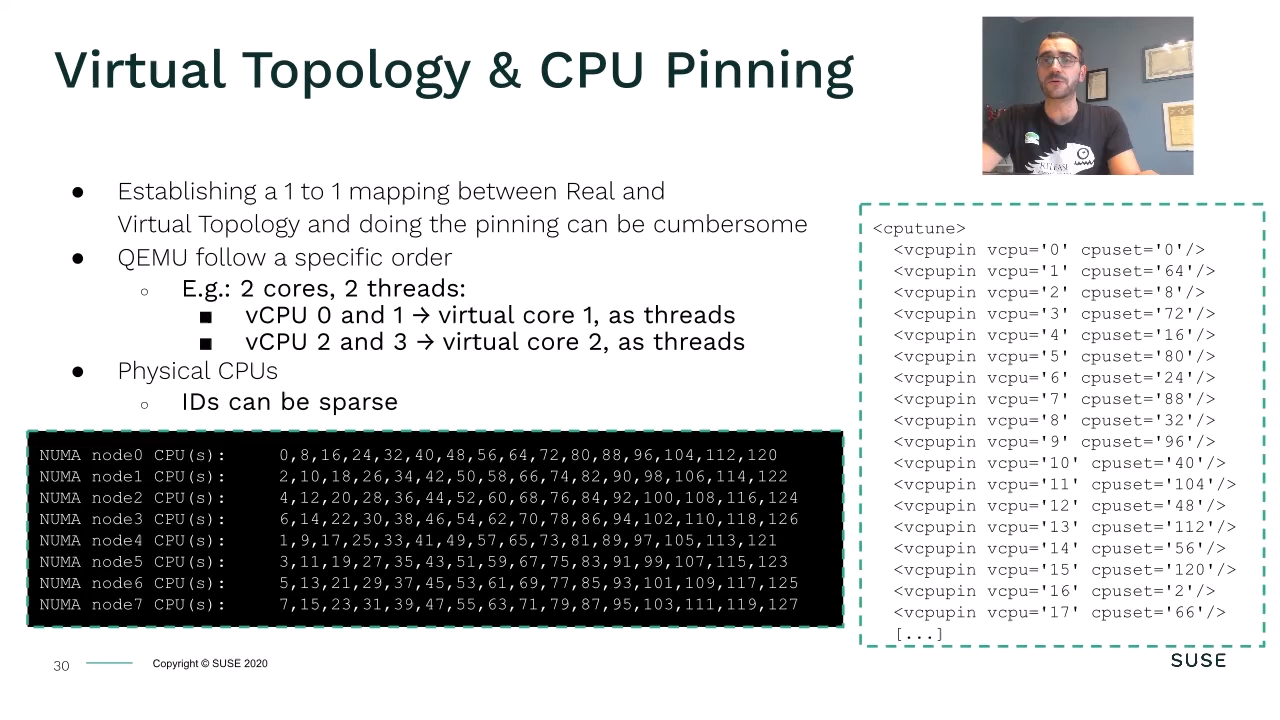 Virtual Topology & CPU Pinning
● Establishing a 1 to 1 mapping between Real and
Virtual Topology and doing the pinning can be cumbersome
● QEMU follow a specific order
○ E.g.: 2 cores, 2 threads:
■ vCPU 0 and 1 → virtual core 1, as threads
■ vCPU 2 and 3 → virtual core 2, as threads
● Physical CPUs
○ IDs can be sparse
NUMA node0 CPU(s): 0,8,16,24,32,40,48,56,64,72,80,88,96,104,112,120
NUMA node1 CPU(s): 2,10,18,26,34,42,50,58,66,74,82,90,98,106,114,122
NUMA node2 CPU(s): 4,12,20,28,36,44,52,60,68,76,84,92,100,108,116,124
NUMA node3 CPU(s): 6,14,22,30,38,46,54,62,70,78,86,94,102,110,118,126
NUMA node4 CPU(s): 1,9,17,25,33,41,49,57,65,73,81,89,97,105,113,121
NUMA node5 CPU(s): 3,11,19,27,35,43,51,59,67,75,83,91,99,107,115,123
NUMA node6 CPU(s): 5,13,21,29,37,45,53,61,69,77,85,93,101,109,117,125
NUMA node7 CPU(s): 7,15,23,31,39,47,55,63,71,79,87,95,103,111,119,127
<cputune>
<vcpupin vcpu='0' cpuset='0'/>
<vcpupin vcpu='1' cpuset='64'/>
<vcpupin vcpu='2' cpuset='8'/>
<vcpupin vcpu='3' cpuset='72'/>
<vcpupin vcpu='4' cpuset='16'/>
<vcpupin vcpu='5' cpuset='80'/>
<vcpupin vcpu='6' cpuset='24'/>
<vcpupin vcpu='7' cpuset='88'/>
<vcpupin vcpu='8' cpuset='32'/>
<vcpupin vcpu='9' cpuset='96'/>
<vcpupin vcpu='10' cpuset='40'/>
<vcpupin vcpu='11' cpuset='104'/>
<vcpupin vcpu='12' cpuset='48'/>
<vcpupin vcpu='13' cpuset='112'/>
<vcpupin vcpu='14' cpuset='56'/>
<vcpupin vcpu='15' cpuset='120'/>
<vcpupin vcpu='16' cpuset='2'/>
<vcpupin vcpu='17' cpuset='66'/>
[...]
30
Copyright © SUSE 2020
SUSE